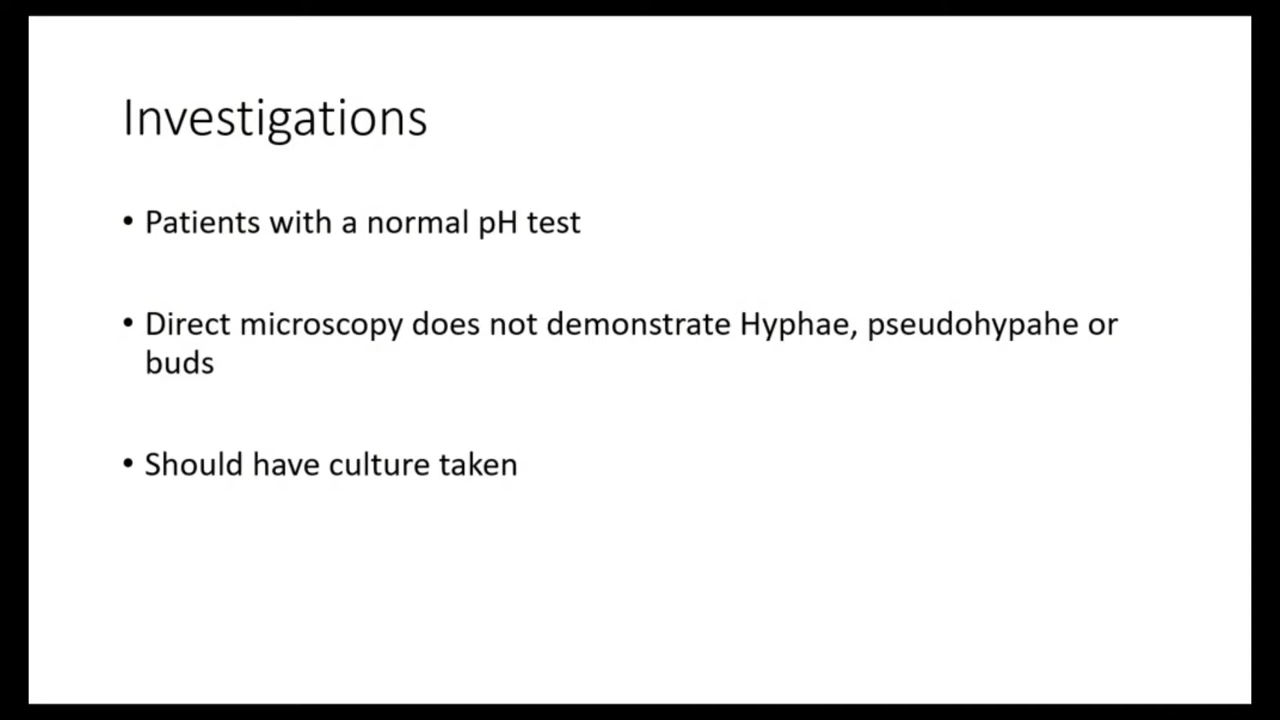 Investigations
• Patients with a normal pH test
• Direct microscopy does not demonstrate Hyphae, pseudohypahe or
buds
• Should have culture taken